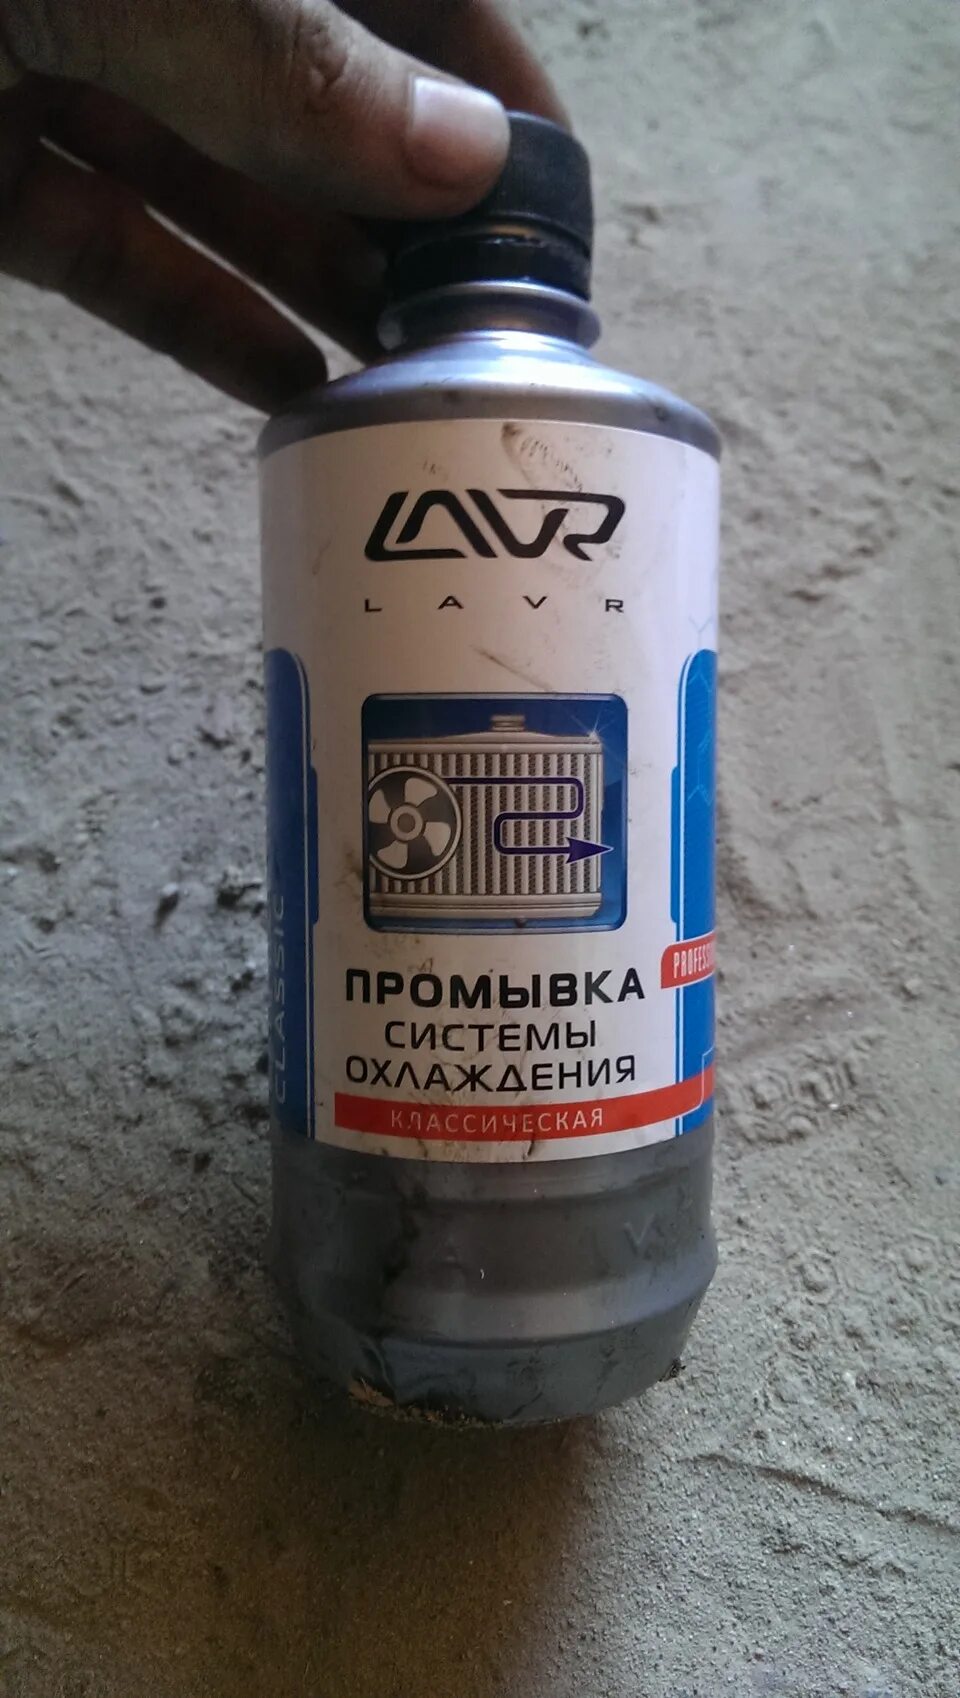 LAVR
LAVR
ПРОМЫВКА
СИСТЕМЫ
ОХЛАЖДЕНИЯ
КЛАССИЧЕСКАЯ
CLASSIC